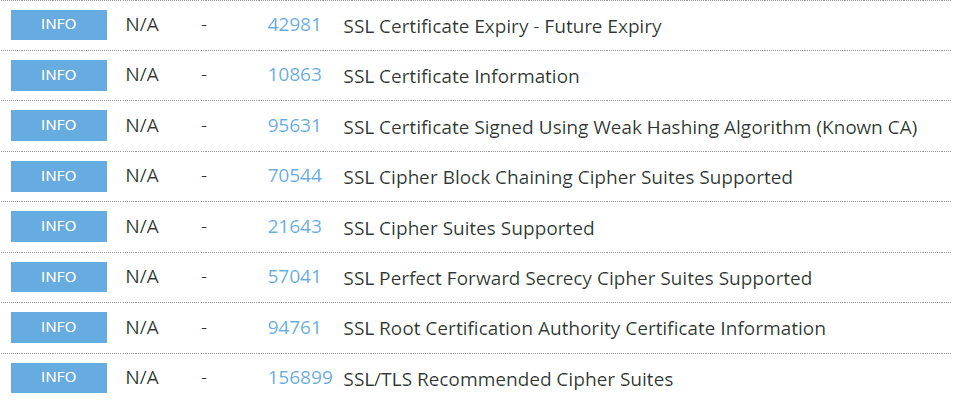 INFO N/A - 42981 SSL Certificate Expiry - Future Expiry
INFO N/A - 10863 SSL Certificate Information
INFO N/A - 95631 SSL Certificate Signed Using Weak Hashing Algorithm (Known CA)
INFO N/A - 70544 SSL Cipher Block Chaining Cipher Suites Supported
INFO N/A - 21643 SSL Cipher Suites Supported
INFO N/A - 57041 SSL Perfect Forward Secrecy Cipher Suites Supported
INFO N/A - 94761 SSL Root Certification Authority Certificate Information
INFO N/A - 156899 SSL/TLS Recommended Cipher Suites